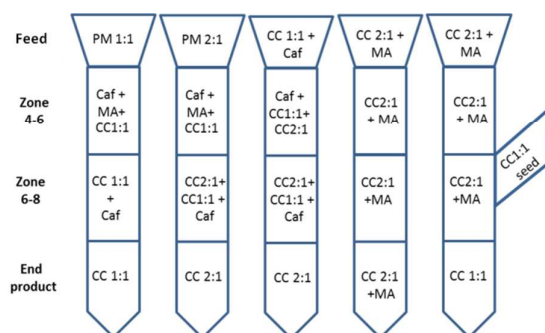 Feed
PM 1:1
PM 2:1
CC 1:1 +
Caf
CC 2:1 +
MA
CC 2:1 +
MA
Zone
4-6
Caf +
MA+
CC1:1
Caf +
MA+
CC1:1
Caf +
CC1:1+
CC2:1
CC2:1
+ MA
CC2:1
+ MA
CC1:1
seed
Zone
6-8
CC 1:1
+
Caf
CC2:1+
CC1:1 +
Caf
CC2:1+
CC1:1 +
Caf
CC2:1
+MA
CC2:1
+MA
End
product
CC 1:1
CC 2:1
CC 2:1
CC 2:1
+MA
CC 1:1